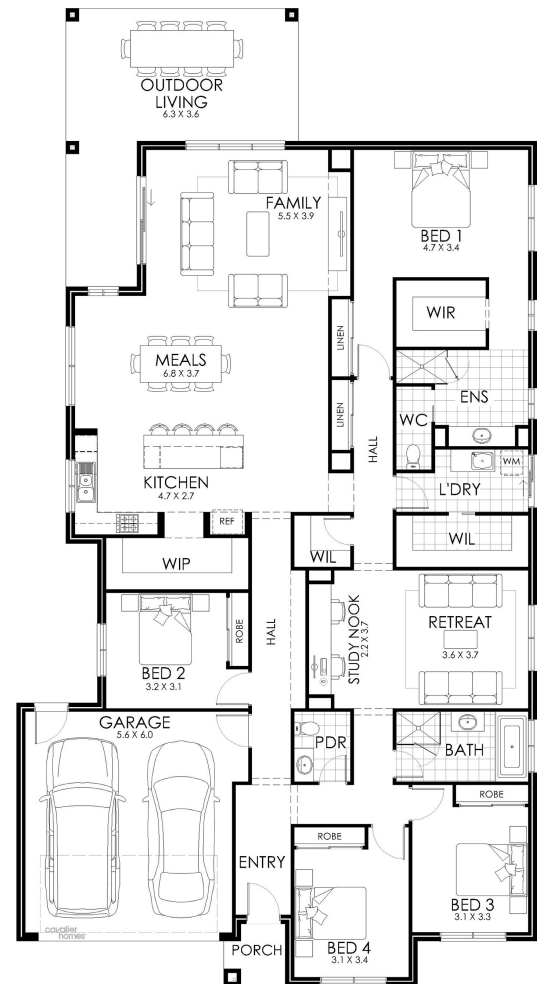 OUTDOOR
LIVING
6.3 X 3.6
FAMILY
5.5 X 3.9
BED 1
4.7 X 3.4
WIR
LINEN
MEALS
6.8 X 3.7
ENS
LINEN
WC
HALL
KITCHEN
4.7 X 2.7
WM
L'DRY
REF
WIP
WIL
WIL
HALL
ROBE
BED 2
3.2 X 3.1
STUDY NOOK
2.2 X 3.7
RETREAT
3.6 X 3.7
GARAGE
5.6 X 6.0
PDR
BATH
ROBE
ROBE
ENTRY
BED 3
3.1 X 3.3
BED 4
3.1 X 3.4
PORCH
cavalier
homes